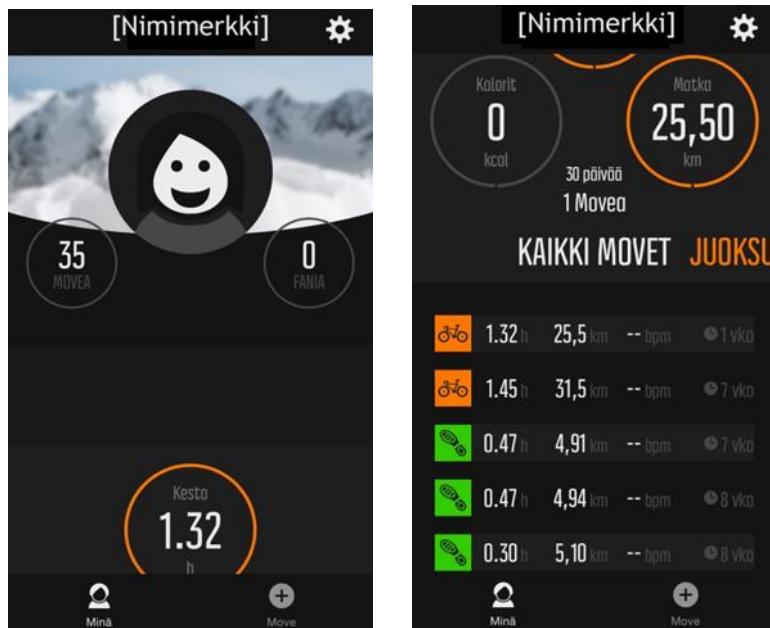 [Nimimerkki]
35
MOVEA
0
FANIA
Kesto
1.32
h
Minä
Move
[Nimimerkki]
Kalorit
0
kcal
Matka
25,50
km
30 päivää
1 Movea
KAIKKI MOVET JUOKSU
1.32 h 25,5 km -- bpm 1 vko
1.45 h 31,5 km -- bpm 7 vko
0.47 h 4,91 km -- bpm 7 vko
0.47 h 4,94 km -- bpm 8 vko
0.30 h 5,10 km -- bpm 8 vko
Minä
Move